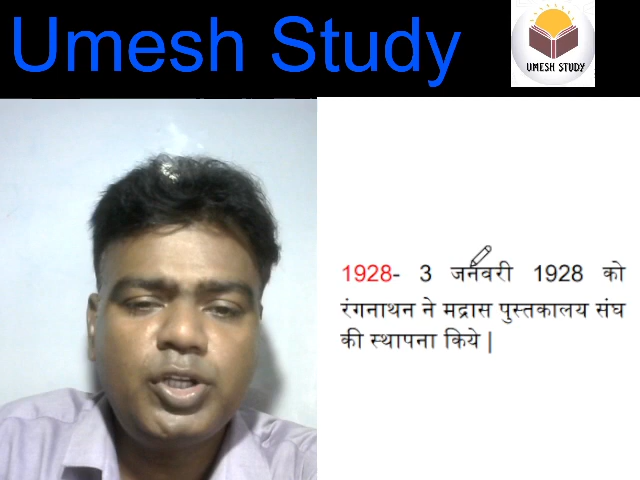 Umesh Study
UMESH STUDY
1928- 3 जनवरी 1928 को
रंगनाथन ने मद्रास पुस्तकालय संघ
की स्थापना किये |